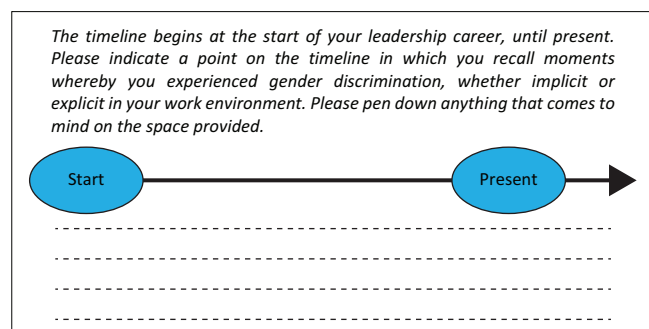 The timeline begins at the start of your leadership career, until present.
Please indicate a point on the timeline in which you recall moments
whereby you experienced gender discrimination, whether implicit or
explicit in your work environment. Please pen down anything that comes to
mind on the space provided.
Start
Present